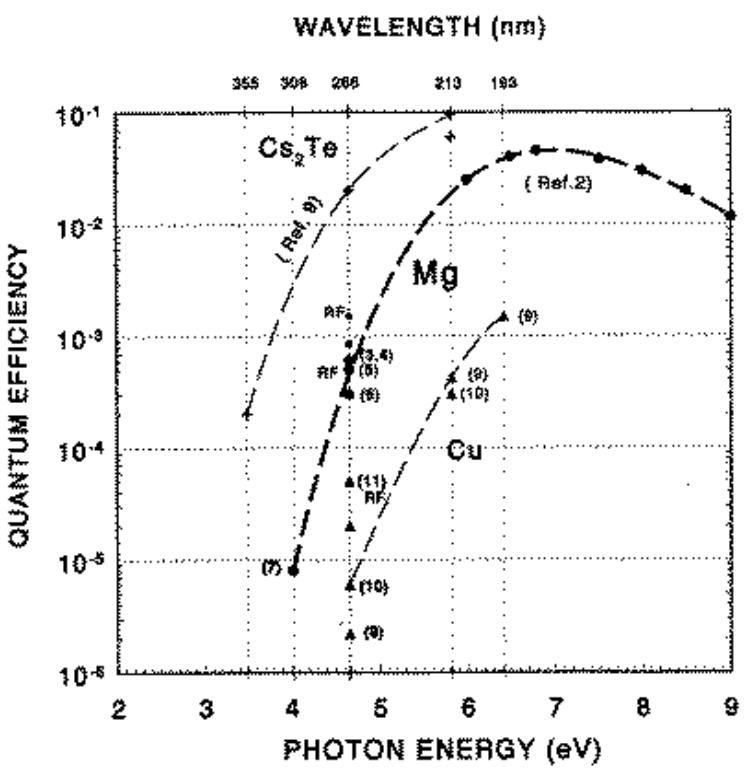 WAVELENGTH (nm)
355 308 266 213 193
10-1
Cs2Te
(Ref. 9)
( Ref.2)
10-2
Mg
QUANTUM EFFICIENCY
RF
(9)
10-3
(3,4)
RF (5)
(9)
(6)
(10)
10-4
Cu
(11)
RF
10-5
(7)
(10)
(9)
10-6
2 3 4 5 6 7 8 9
PHOTON ENERGY (eV)